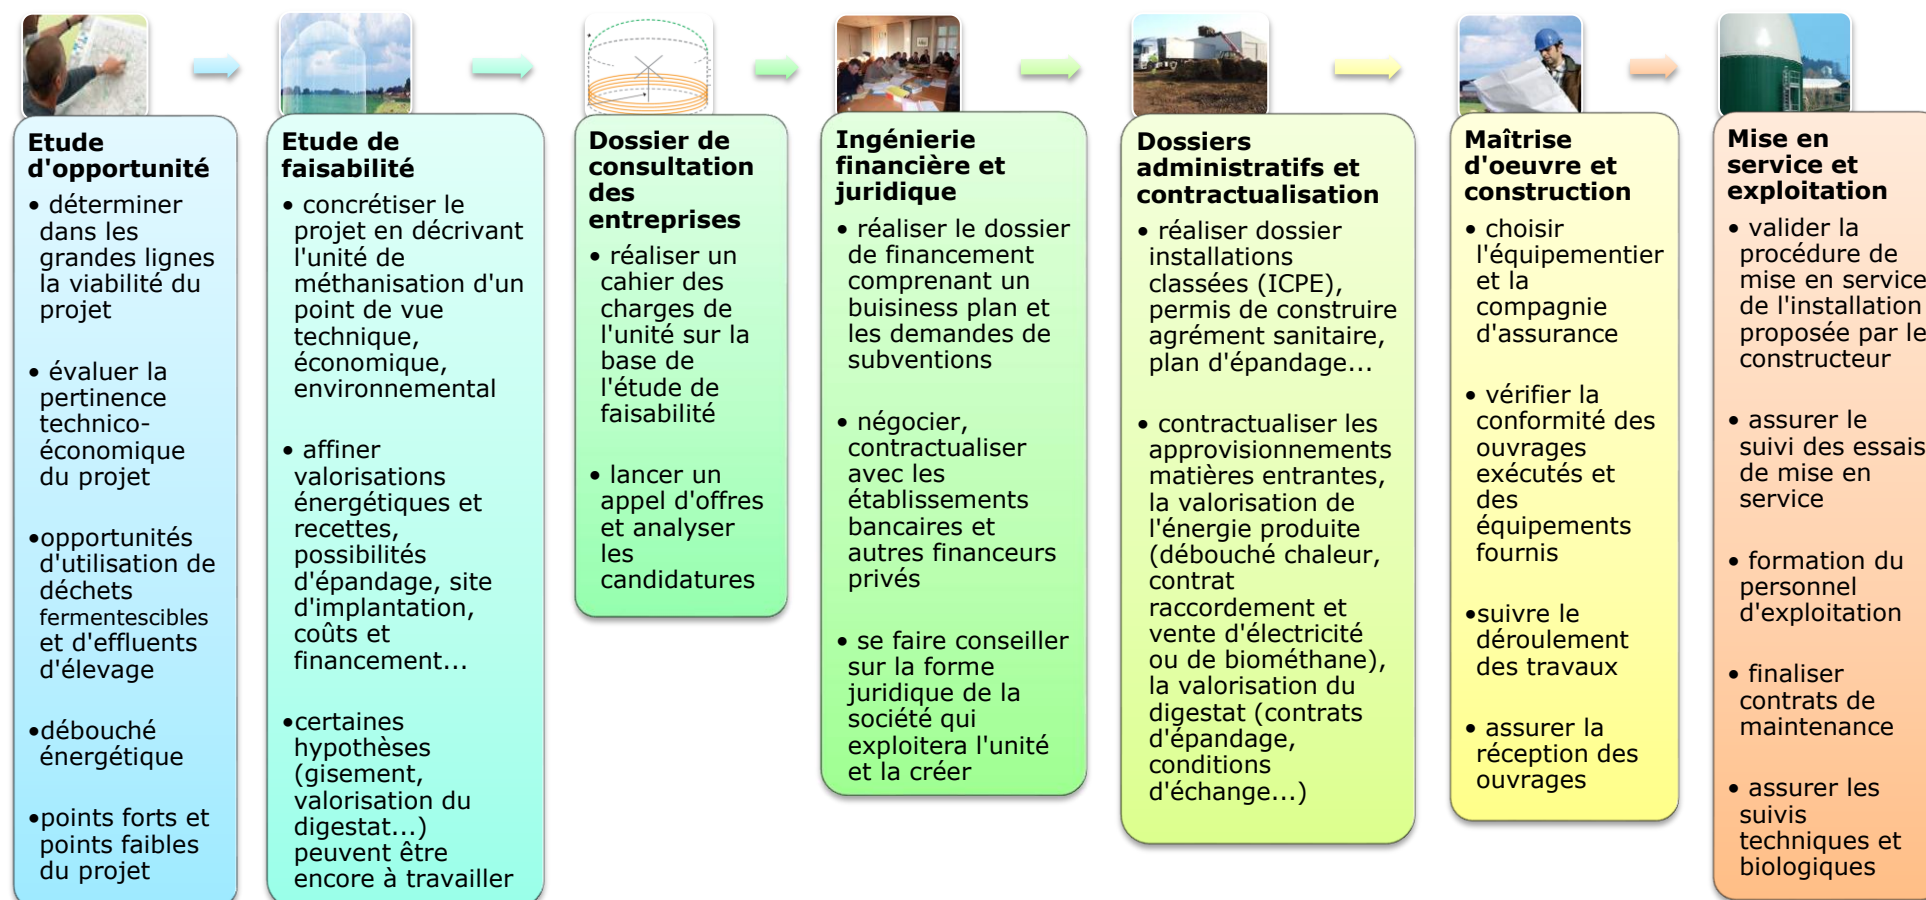 Etude
d'opportunité
• déterminer
dans les
grandes lignes
la viabilité du
projet
• évaluer la
pertinence
technico-
économique
du projet
•opportunités
d'utilisation de
déchets
fermentescibles
et d'effluents
d'élevage
•débouché
énergétique
•points forts et
points faibles
du projet
Etude de
faisabilité
• concrétiser le
projet en décrivant
l'unité de
méthanisation d'un
point de vue
technique,
économique,
environnemental
• affiner
valorisations
énergétiques et
recettes,
possibilités
d'épandage, site
d'implantation,
coûts et
financement...
•certaines
hypothèses
(gisement,
valorisation du
digestat...)
peuvent être
encore à travailler
Dossier de
consultation
des
entreprises
• réaliser un
cahier des
charges de
l'unité sur la
base de
l'étude de
faisabilité
• lancer un
appel d'offres
et analyser
les
candidatures
Ingénierie
financière et
juridique
• réaliser le dossier
de financement
comprenant un
buisiness plan et
les demandes de
subventions
• négocier,
contractualiser
avec les
établissements
bancaires et
autres financeurs
privés
• se faire conseiller
sur la forme
juridique de la
société qui
exploitera l'unité
et la créer
Dossiers
administratifs et
contractualisation
• réaliser dossier
installations
classées (ICPE),
permis de construire
agrément sanitaire,
plan d'épandage...
• contractualiser les
approvisionnements
matières entrantes,
la valorisation de
l'énergie produite
(débouché chaleur,
contrat
raccordement et
vente d'électricité
ou de biométhane),
la valorisation du
digestat (contrats
d'épandage,
conditions
d'échange...)
Maîtrise
d'oeuvre et
construction
• choisir
l'équipementier
et la
compagnie
d'assurance
• vérifier la
conformité des
ouvrages
exécutés et
des
équipements
fournis
•suivre le
déroulement
des travaux
• assurer la
réception des
ouvrages
Mise en
service et
exploitation
• valider la
procédure de
mise en service
de l'installation
proposée par le
constructeur
• assurer le
suivi des essais
de mise en
service
• formation du
personnel
d'exploitation
• finaliser
contrats de
maintenance
• assurer les
suivis
techniques et
biologiques